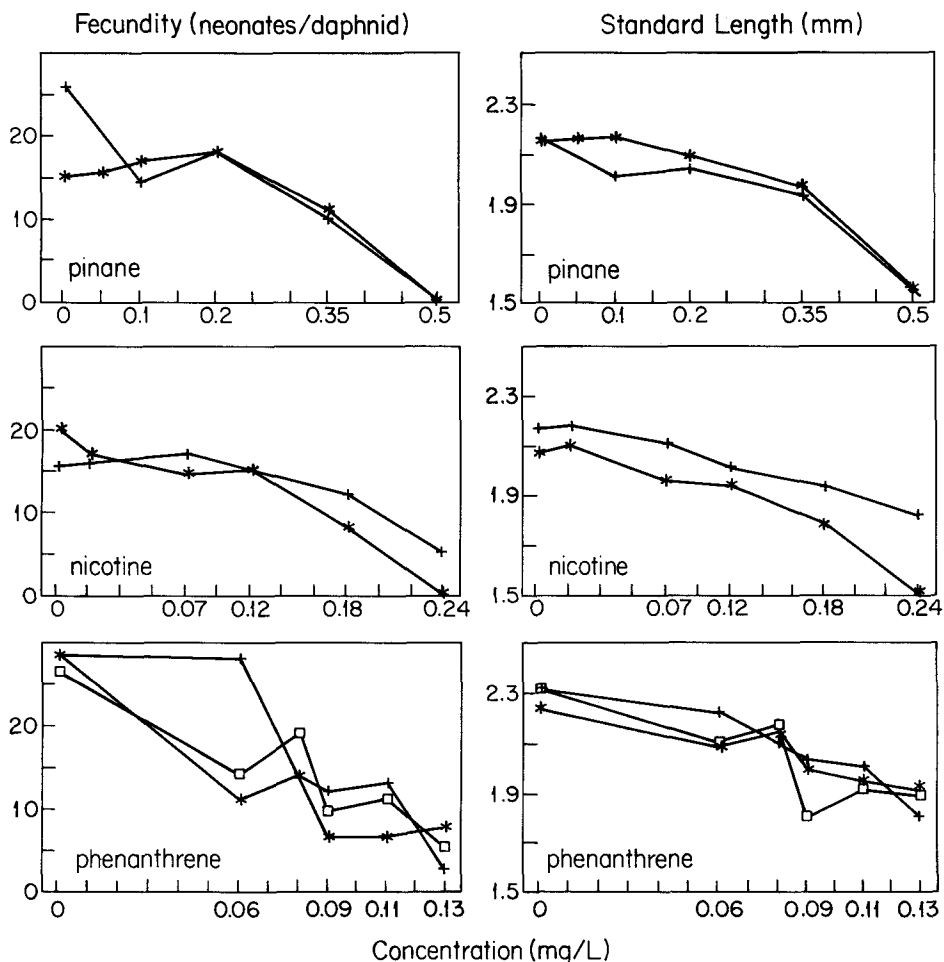 Fecundity (neonates/daphnid)
Standard Length (mm)
20
10
0
pinane
0 0.1 0.2 0.35 0.5
2.3
1.9
1.5
pinane
0 0.1 0.2 0.35 0.5
20
10
0
nicotine
0 0.07 0.12 0.18 0.24
2.3
1.9
1.5
nicotine
0 0.07 0.12 0.18 0.24
20
10
0
phenanthrene
0 0.06 0.09 0.11 0.13
2.3
1.9
1.5
phenanthrene
0 0.06 0.09 0.11 0.13
Concentration (mg/L)